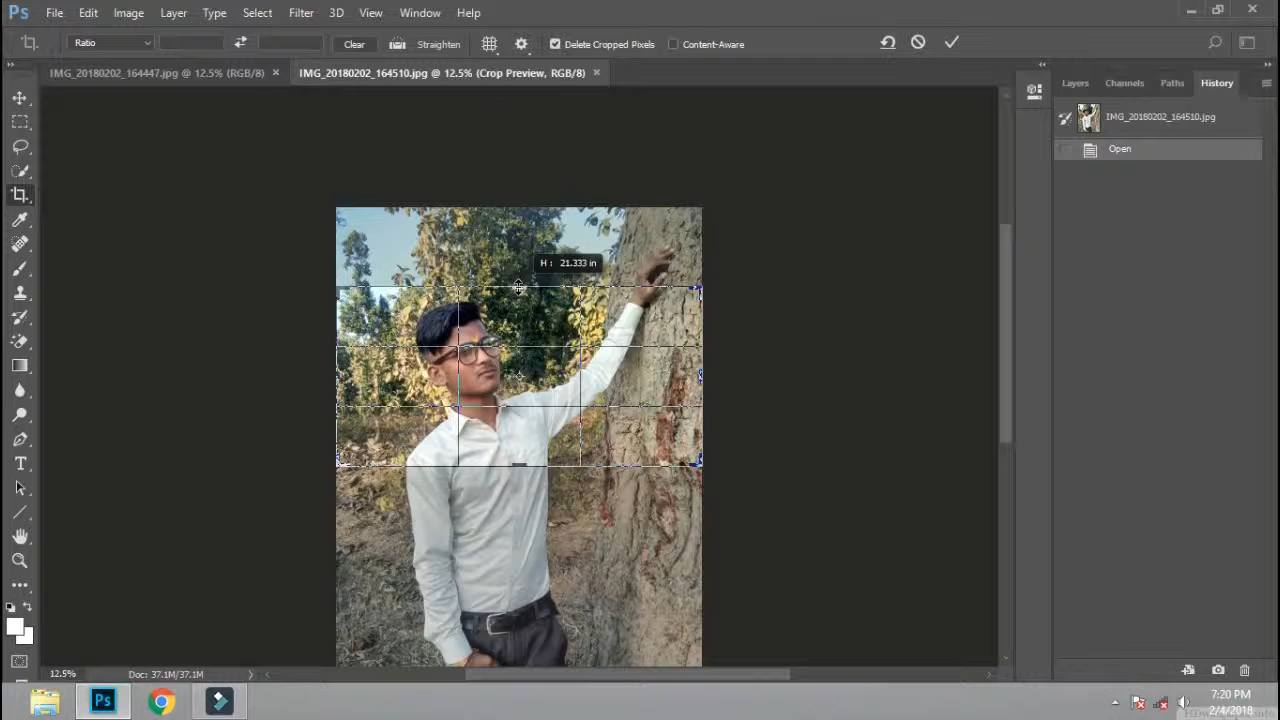 Ps File Edit Image Layer Type Select Filter 3D View Window Help
Ratio Clear Straighten Delete Cropped Pixels Content-Aware
IMG_20180202_164447.jpg @ 12.5% (RGB/8) × IMG_20180202_164510.jpg @ 12.5% (Crop Preview, RGB/8) ×
Layers Channels Paths History
IMG_20180202_164510.jpg
Open
H : 21.333 in
12.5% Doc: 37.1M/37.1M
Ps
7:20 PM
2/4/2018